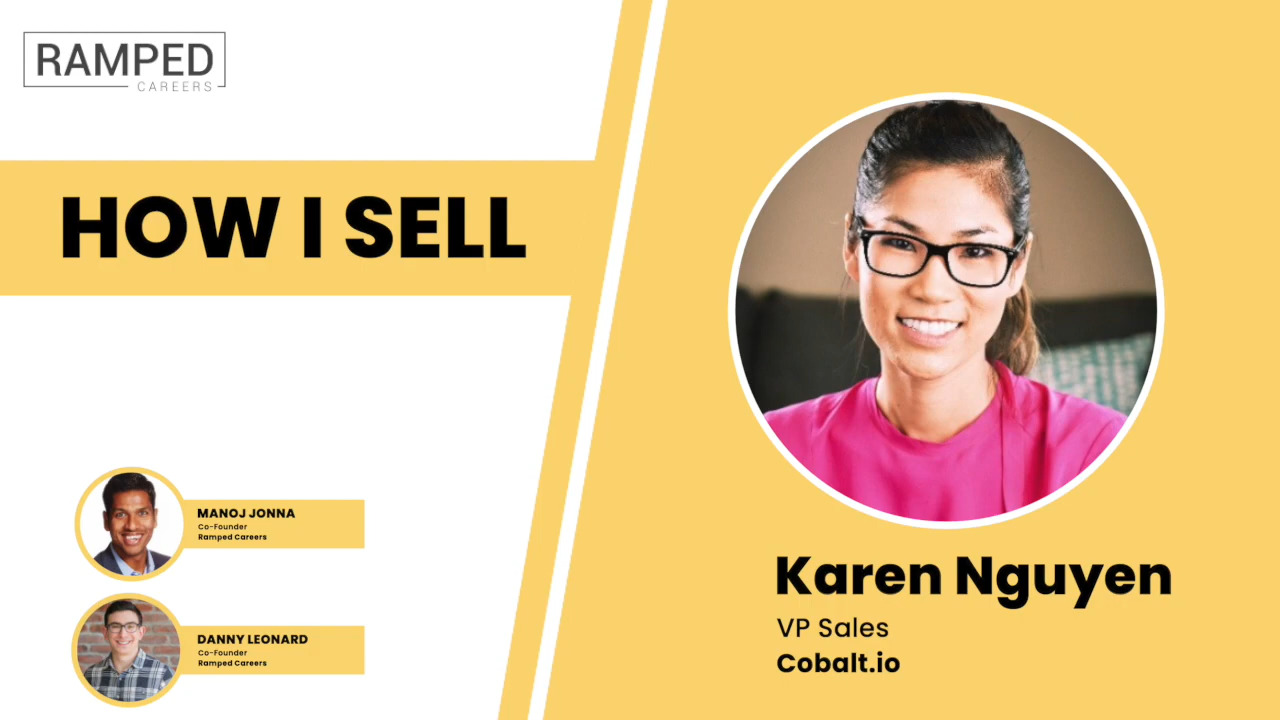 RAMPED
CAREERS
HOW I SELL
MANOJ JONNA
Co-Founder
Ramped Careers
DANNY LEONARD
Co-Founder
Ramped Careers
Karen Nguyen
VP Sales
Cobalt.io